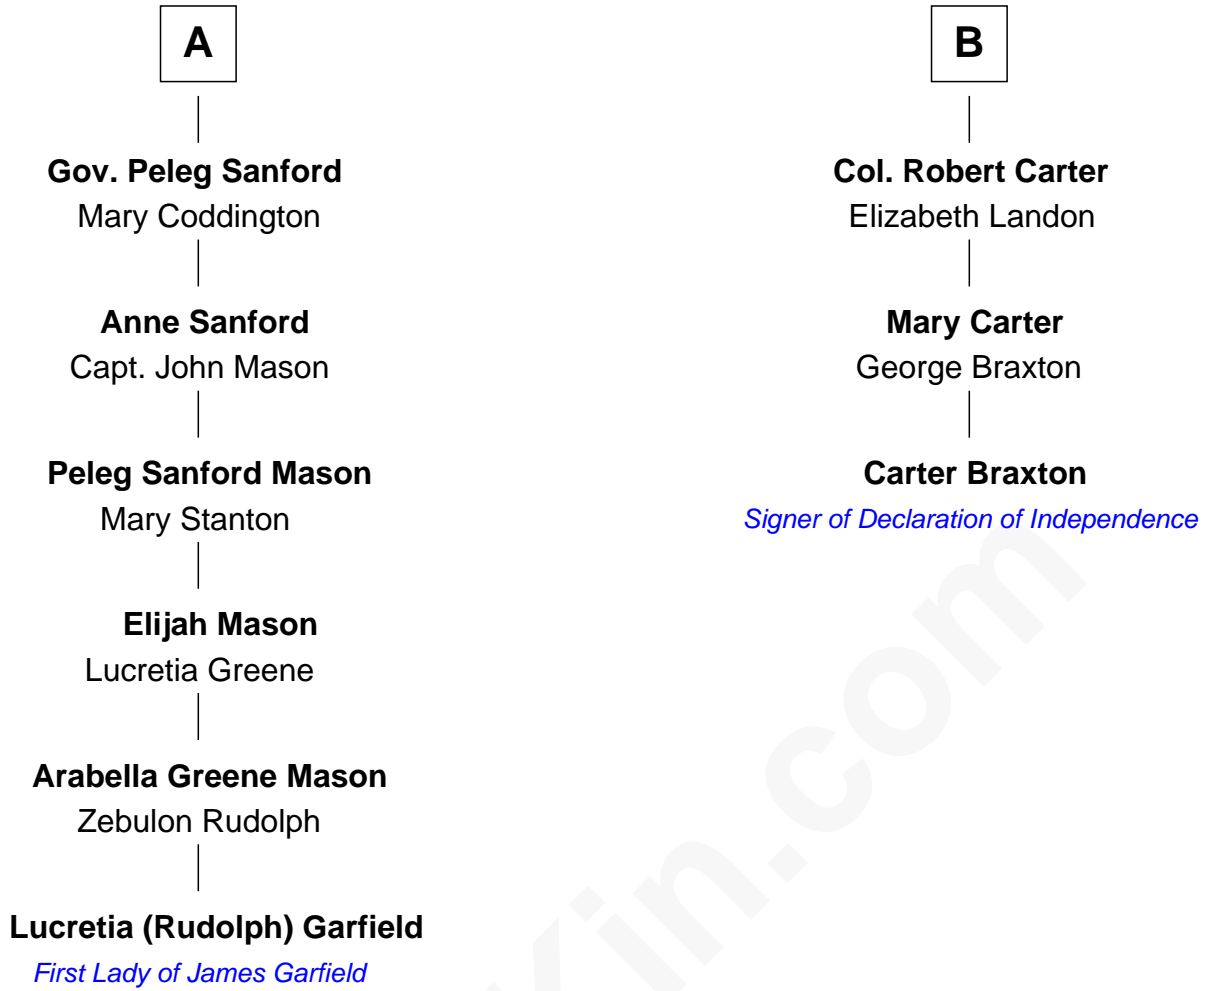 A
Gov. Peleg Sanford
Mary Coddington
Anne Sanford
Capt. John Mason
Peleg Sanford Mason
Mary Stanton
Elijah Mason
Lucretia Greene
Arabella Greene Mason
Zebulon Rudolph
Lucretia (Rudolph) Garfield
First Lady of James Garfield
B
Col. Robert Carter
Elizabeth Landon
Mary Carter
George Braxton
Carter Braxton
Signer of Declaration of Independence
Kin.com